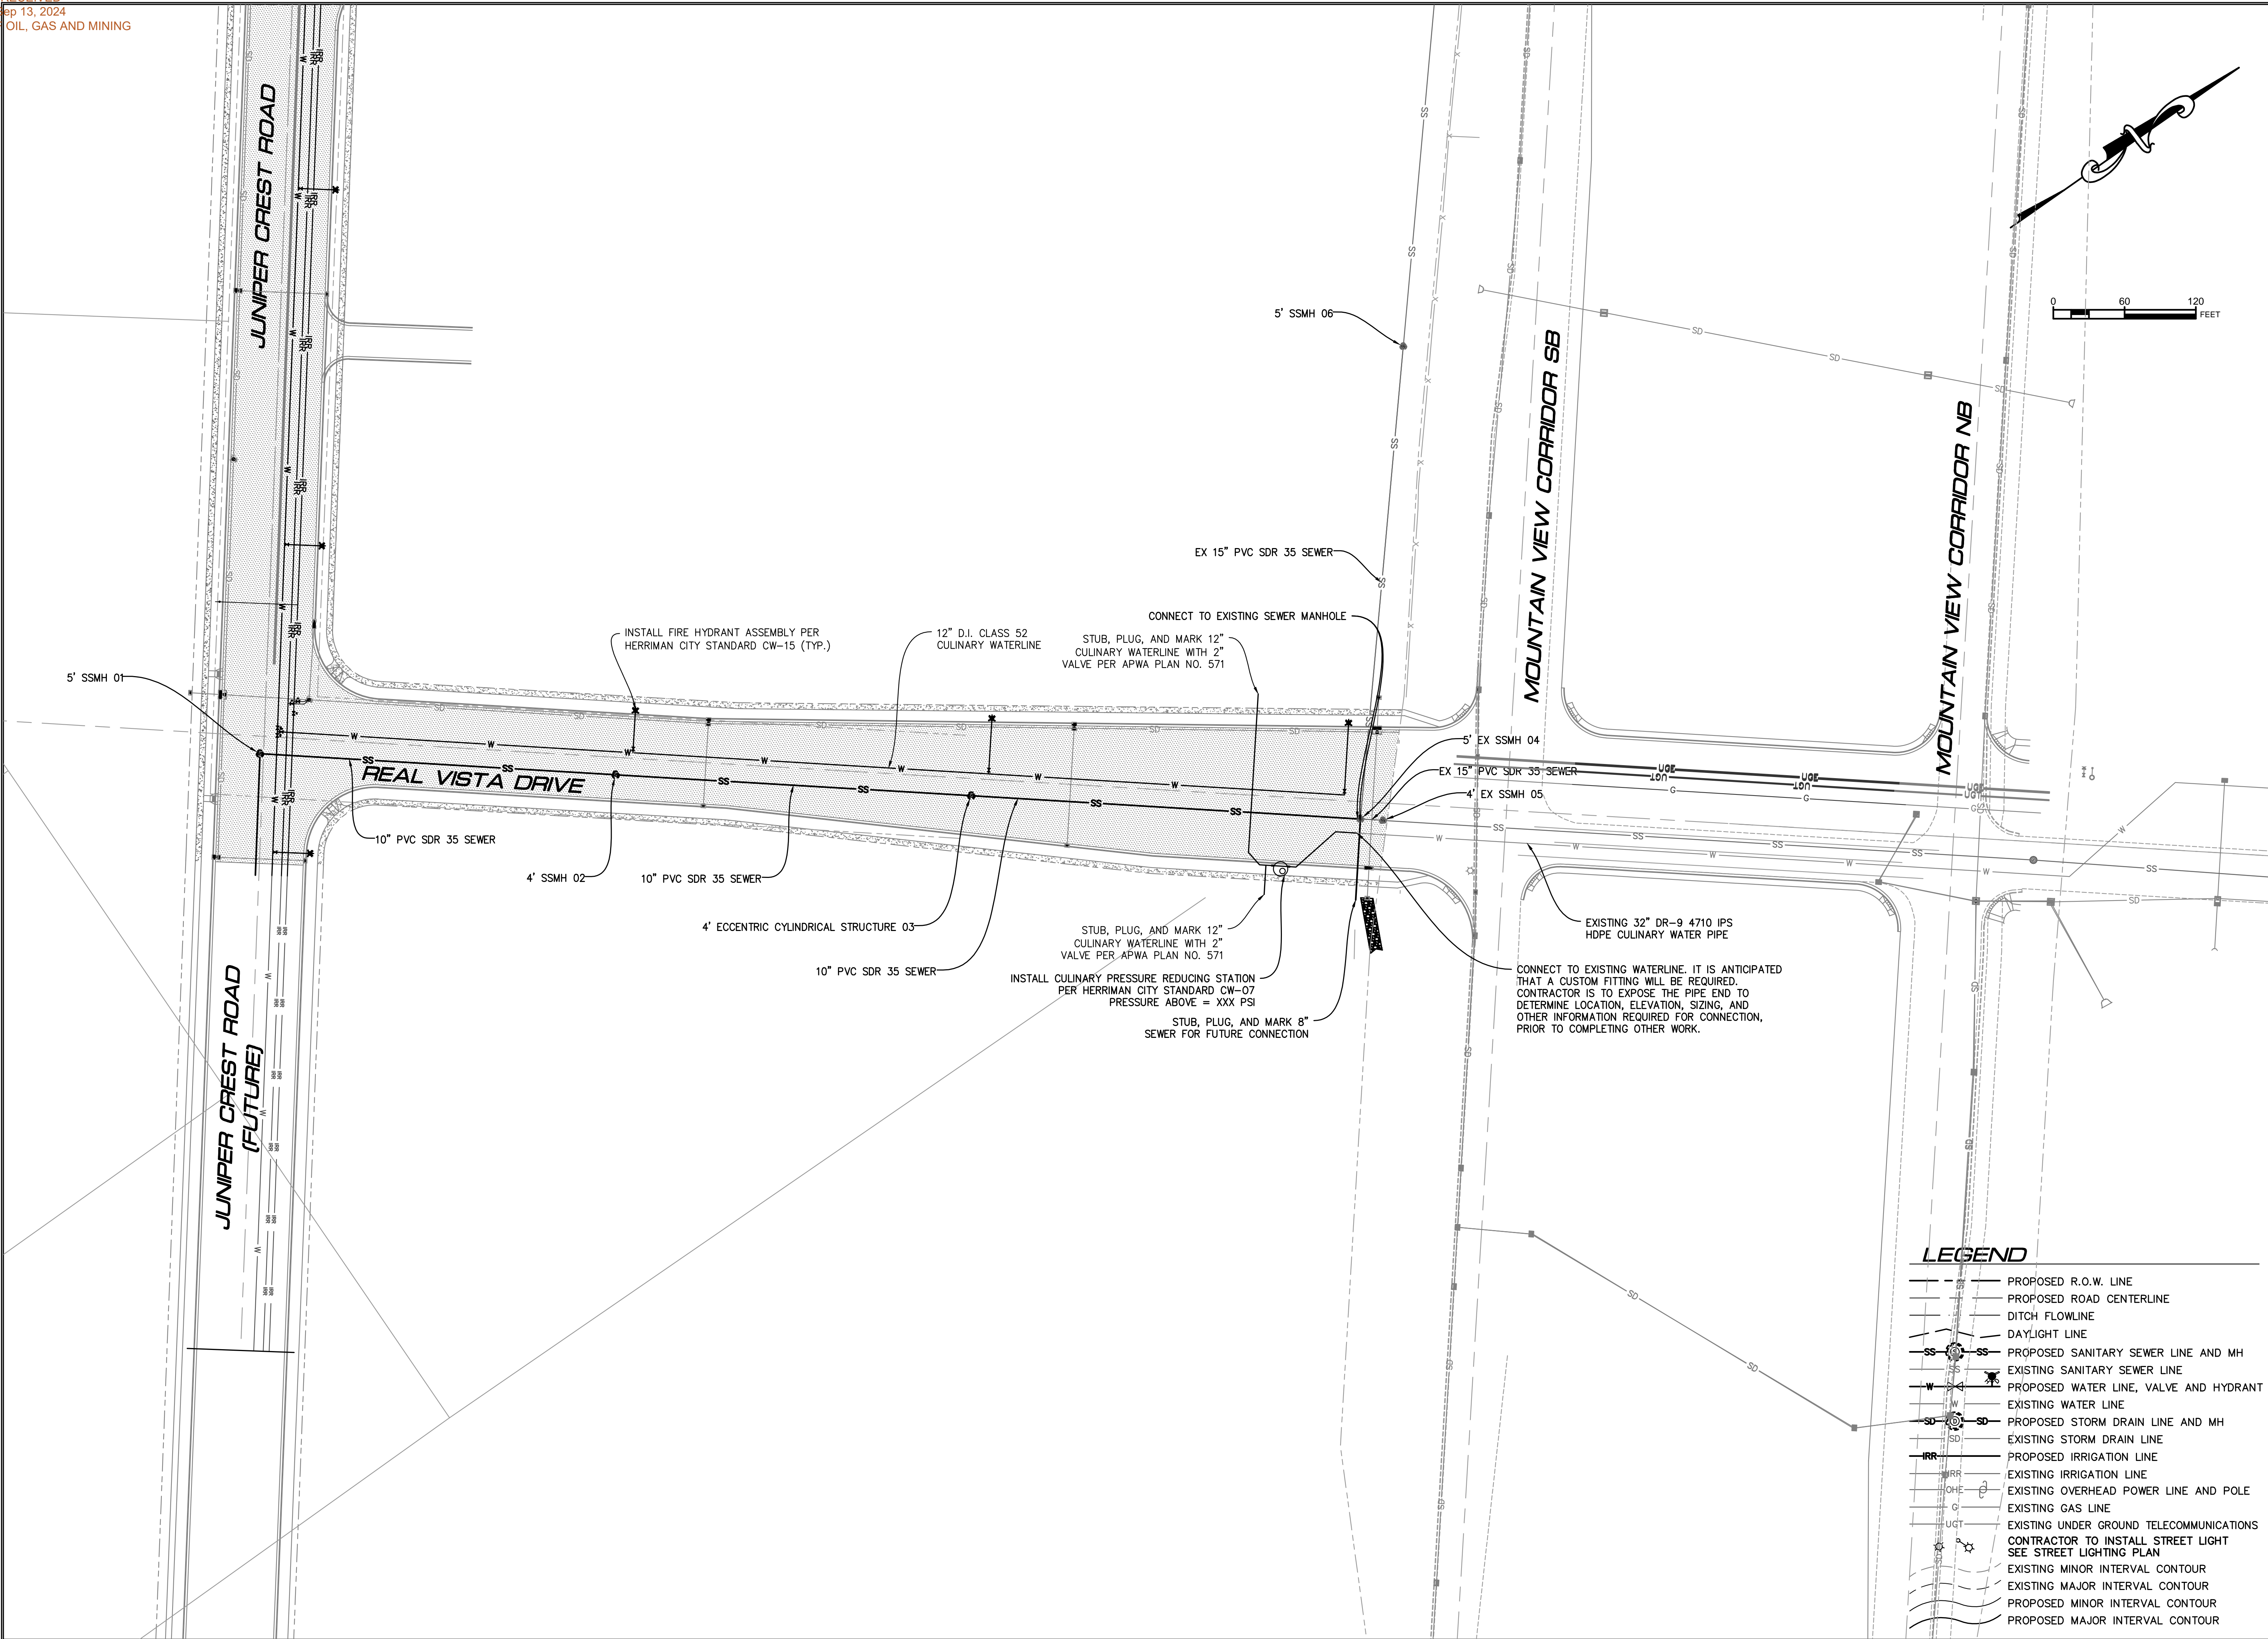 Sep 13, 2024
OIL, GAS AND MINING
JUNIPER CREST ROAD
MOUNTAIN VIEW CORRIDOR SB
MOUNTAIN VIEW CORRIDOR NB
0 60 120
FEET
5' SSMH 06
EX 15" PVC SDR 35 SEWER
CONNECT TO EXISTING SEWER MANHOLE
STUB, PLUG, AND MARK 12"
CULINARY WATERLINE WITH 2"
VALVE PER APWA PLAN NO. 571
INSTALL FIRE HYDRANT ASSEMBLY PER
HERRIMAN CITY STANDARD CW-15 (TYP.)
12" D.I. CLASS 52
CULINARY WATERLINE
5' SSMH 01
REAL VISTA DRIVE
5' EX SSMH 04
EX 15" PVC SDR 35 SEWER
4' EX SSMH 05
10" PVC SDR 35 SEWER
4' SSMH 02
10" PVC SDR 35 SEWER
4' ECCENTRIC CYLINDRICAL STRUCTURE 03
10" PVC SDR 35 SEWER
STUB, PLUG, AND MARK 12"
CULINARY WATERLINE WITH 2"
VALVE PER APWA PLAN NO. 571
INSTALL CULINARY PRESSURE REDUCING STATION
PER HERRIMAN CITY STANDARD CW-07
PRESSURE ABOVE = XXX PSI
STUB, PLUG, AND MARK 8"
SEWER FOR FUTURE CONNECTION
EXISTING 32" DR-9 4710 IPS
HDPE CULINARY WATER PIPE
CONNECT TO EXISTING WATERLINE. IT IS ANTICIPATED
THAT A CUSTOM FITTING WILL BE REQUIRED.
CONTRACTOR IS TO EXPOSE THE PIPE END TO
DETERMINE LOCATION, ELEVATION, SIZING, AND
OTHER INFORMATION REQUIRED FOR CONNECTION,
PRIOR TO COMPLETING OTHER WORK.
JUNIPER CREST ROAD
(FUTURE)
LEGEND
PROPOSED R.O.W. LINE
PROPOSED ROAD CENTERLINE
DITCH FLOWLINE
DAYLIGHT LINE
SS SS PROPOSED SANITARY SEWER LINE AND MH
SS EXISTING SANITARY SEWER LINE
W PROPOSED WATER LINE, VALVE AND HYDRANT
W EXISTING WATER LINE
SD D SD PROPOSED STORM DRAIN LINE AND MH
SD EXISTING STORM DRAIN LINE
IRR PROPOSED IRRIGATION LINE
IRR EXISTING IRRIGATION LINE
OHE EXISTING OVERHEAD POWER LINE AND POLE
G EXISTING GAS LINE
UGT EXISTING UNDER GROUND TELECOMMUNICATIONS
CONTRACTOR TO INSTALL STREET LIGHT
SEE STREET LIGHTING PLAN
EXISTING MINOR INTERVAL CONTOUR
EXISTING MAJOR INTERVAL CONTOUR
PROPOSED MINOR INTERVAL CONTOUR
PROPOSED MAJOR INTERVAL CONTOUR